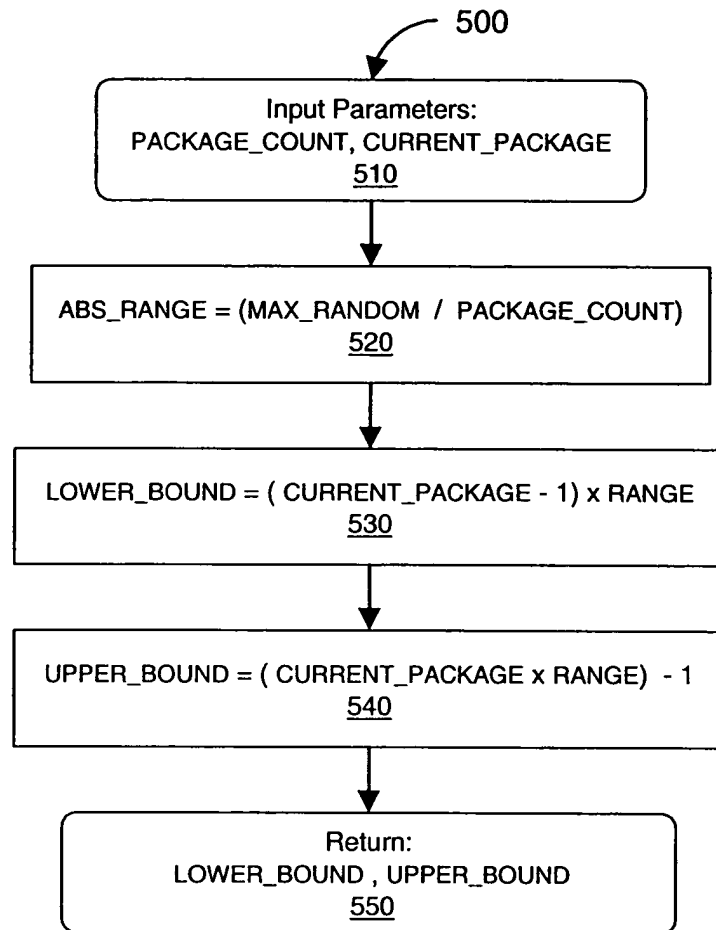 500
Input Parameters:
PACKAGE_COUNT, CURRENT_PACKAGE
510
ABS_RANGE = (MAX_RANDOM / PACKAGE_COUNT)
520
LOWER_BOUND = ( CURRENT_PACKAGE - 1) x RANGE
530
UPPER_BOUND = ( CURRENT_PACKAGE x RANGE) - 1
540
Return:
LOWER_BOUND , UPPER_BOUND
550